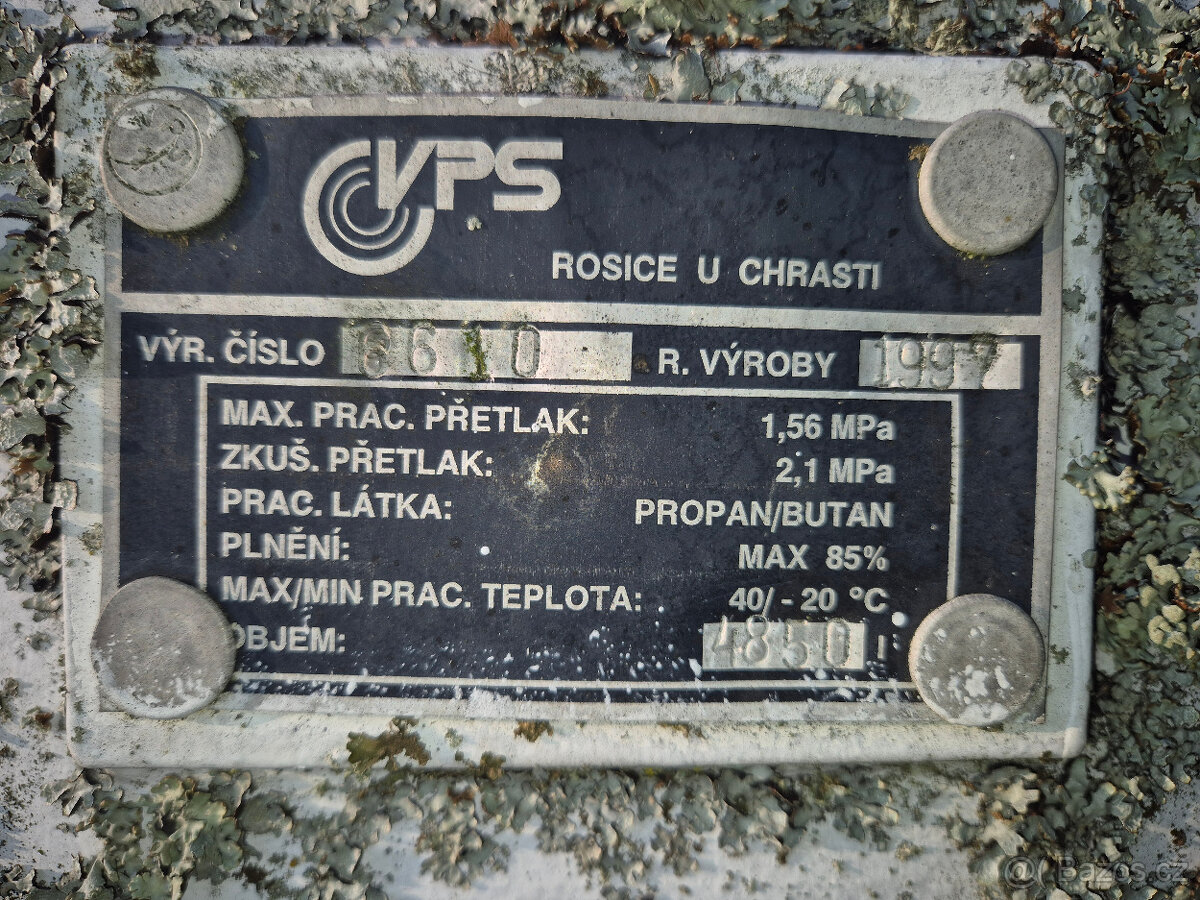 VPS
ROSICE U CHRASTI
VÝR. ČÍSLO 6610 R. VÝROBY 1997
MAX. PRAC. PŘETLAK: 1,56 MPa
ZKUŠ. PŘETLAK: 2,1 MPa
PRAC. LÁTKA: PROPAN/BUTAN
PLNĚNÍ: MAX 85%
MAX/MIN PRAC. TEPLOTA: 40/-20 °C
OBJEM: 4850 l
@Bazos.cz